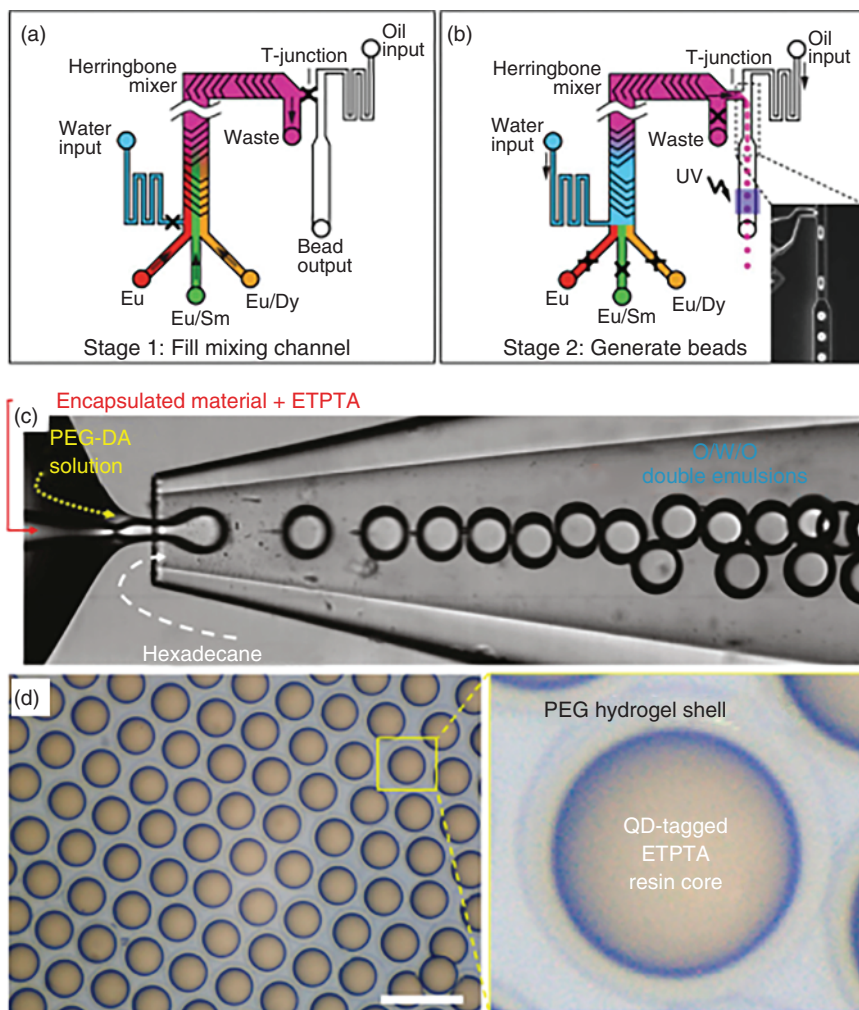 (a)
Oil
input
T-junction
Herringbone
mixer
Water
input
Waste
Bead
output
Eu
Eu/Sm
Eu/Dy
Stage 1: Fill mixing channel
(b)
Oil
input
T-junction
Herringbone
mixer
Water
input
Waste
UV
Eu
Eu/Sm
Eu/Dy
Stage 2: Generate beads
Encapsulated material + ETPTA
(c)
PEG-DA
solution
O/W/O
double emulsions
Hexadecane
(d)
PEG hydrogel shell
QD-tagged
ETPTA
resin core